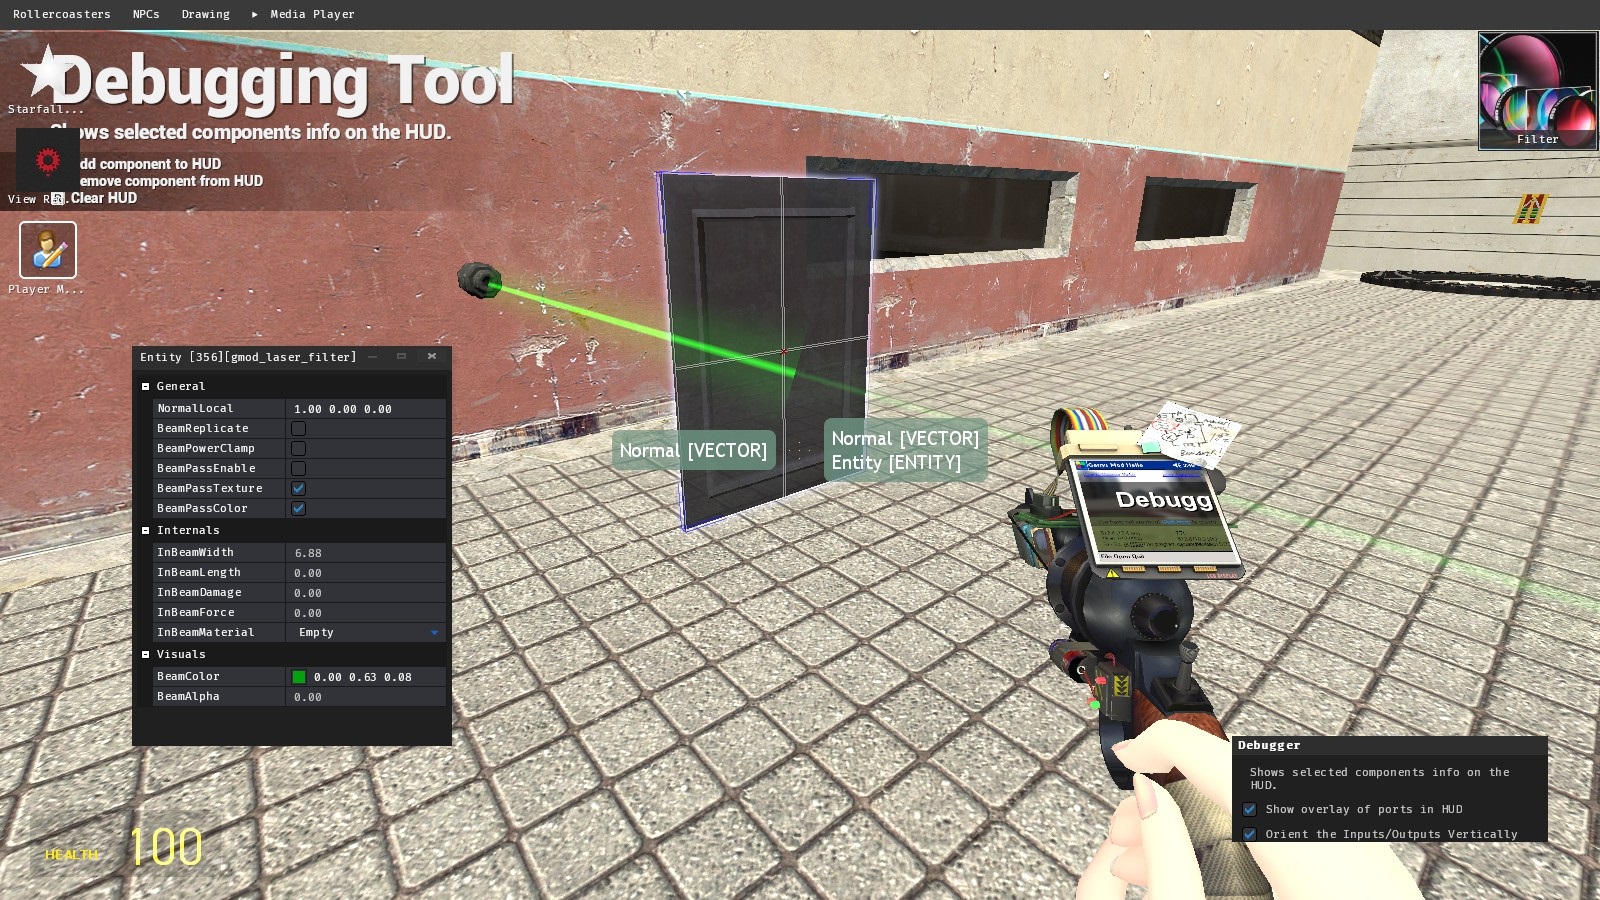 Rollercoasters NPCs Drawing ▸ Media Player
Debugging Tool
Shows selected components info on the HUD.
Starfall...
dd component to HUD
emove component from HUD
Clear HUD
View R
Player M...
Filter
Entity [356][gmod_laser_filter]
General
NormalLocal 1.00 0.00 0.00
BeamReplicate
BeamPowerClamp
BeamPassEnable
BeamPassTexture
BeamPassColor
Internals
InBeamWidth 6.88
InBeamLength 0.00
InBeamDamage 0.00
InBeamForce 0.00
InBeamMaterial Empty
Visuals
BeamColor 0.00 0.63 0.08
BeamAlpha 0.00
Normal [VECTOR]
Normal [VECTOR]
Entity [ENTITY]
Debugg
HEALTH 100
Debugger
Shows selected components info on the
HUD.
Show overlay of ports in HUD
Orient the Inputs/Outputs Vertically